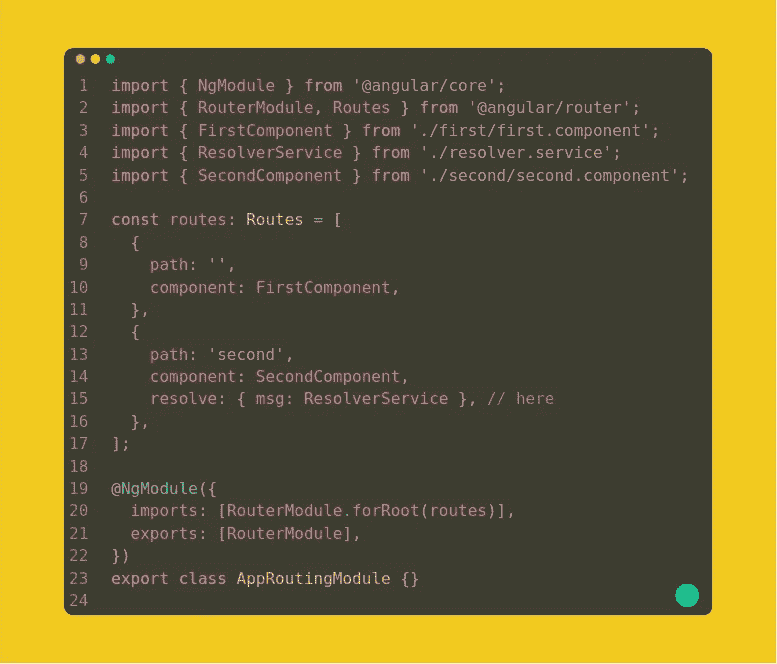 1 import { NgModule } from '@angular/core';
2 import { RouterModule, Routes } from '@angular/router';
3 import { FirstComponent } from './first/first.component';
4 import { ResolverService } from './resolver.service';
5 import { SecondComponent } from './second/second.component';
6
7 const routes: Routes = [
8   {
9     path: '',
10     component: FirstComponent,
11   },
12   {
13     path: 'second',
14     component: SecondComponent,
15     resolve: { msg: ResolverService }, // here
16   },
17 ];
18
19 @NgModule({
20   imports: [RouterModule.forRoot(routes)],
21   exports: [RouterModule],
22 })
23 export class AppRoutingModule {}
24